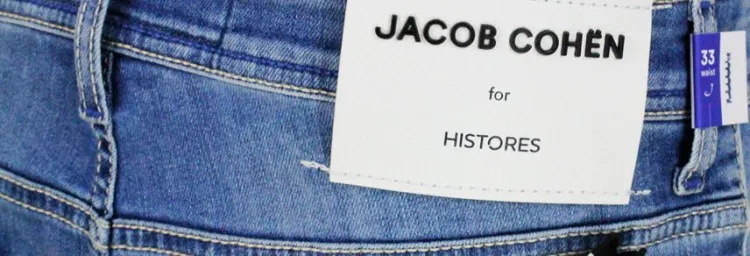 JACOB COHËN
for
HISTORES
33
waist
J